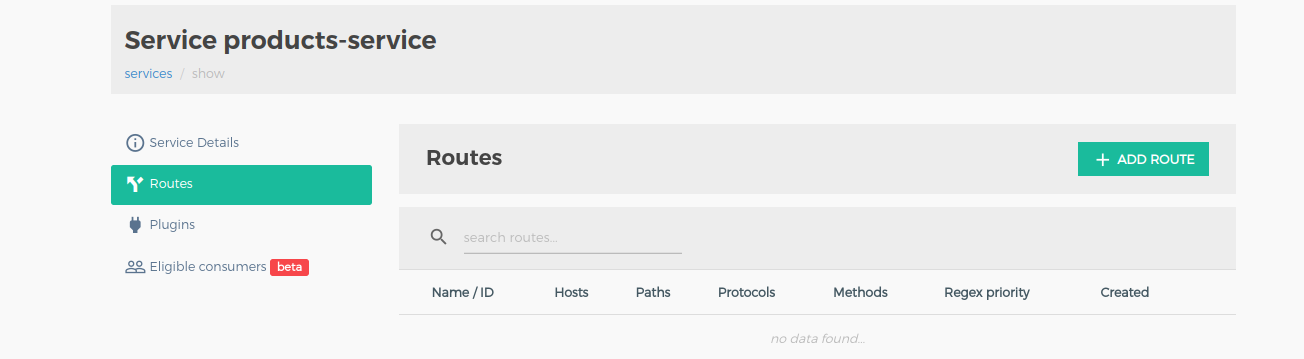 Service products-service
services / show
Service Details
Routes
Plugins
Eligible consumers beta
Routes
ADD ROUTE
search routes...
Name / ID Hosts Paths Protocols Methods Regex priority Created
no data found...